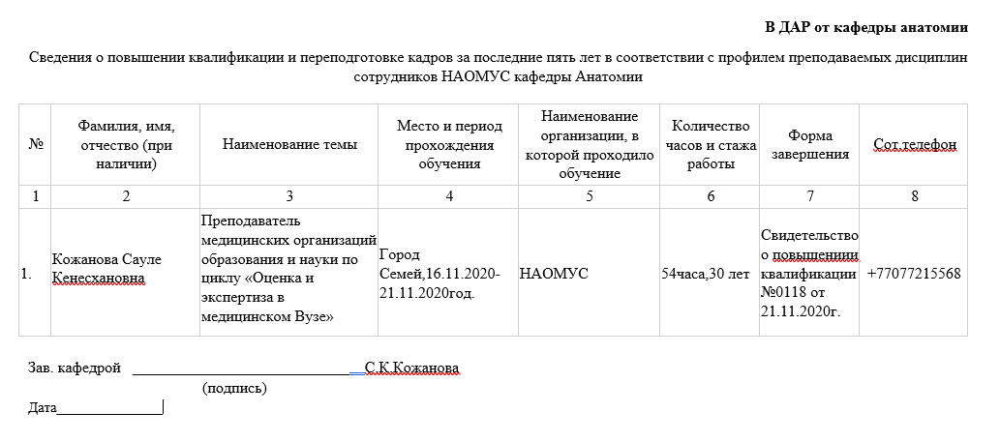 В ДАР от кафедры анатомии
Сведения о повышении квалификации и переподготовке кадров за последние пять лет в соответствии с профилем преподаваемых дисциплин
сотрудников НАОМУС кафедры Анатомии
№
Фамилия, имя,
отчество (при
наличии)
Наименование темы
Место и период
прохождения
обучения
Наименование
организации, в
которой проходило
обучение
Количество
часов и стажа
работы
Форма
завершения
Сот.телефон
1
2
3
4
5
6
7
8
1.
Кожанова Сауле
Кенесхановна
Преподаватель
медицинских организаций
образования и науки по
циклу «Оценка и
экспертиза в
медицинском Вузе»
Город
Семей,16.11.2020-
21.11.2020год.
НАОМУС
54часа,30 лет
Свидетельство
о повышениии
квалификации
№0118 от
21.11.2020г.
+77077215568
Зав. кафедрой ______________________________С.К.Кожанова
(подпись)
Дата______________